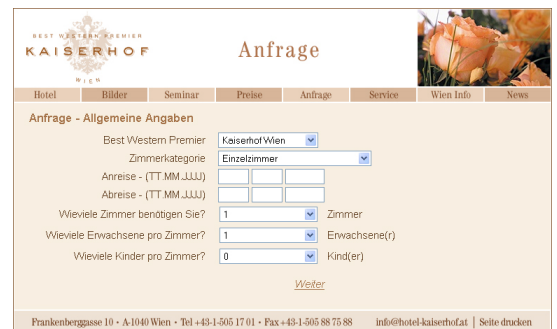 BEST WESTERN PREMIER
KAISERHOF
WIEN
Anfrage
Hotel Bilder Seminar Preise Anfrage Service Wien Info News
Anfrage - Allgemeine Angaben
Best Western Premier Kaiserhof Wien
Zimmerkategorie Einzelzimmer
Anreise - (TT.MM.JJJJ)
Abreise - (TT.MM.JJJJ)
Wieviele Zimmer benötigen Sie? 1 Zimmer
Wieviele Erwachsene pro Zimmer? 1 Erwachsene(r)
Wieviele Kinder pro Zimmer? 0 Kind(er)
Weiter
Frankenberggasse 10 • A-1040 Wien • Tel +43-1-505 17 01 • Fax +43-1-505 88 75 88 info@hotel-kaiserhof.at | Seite drucken